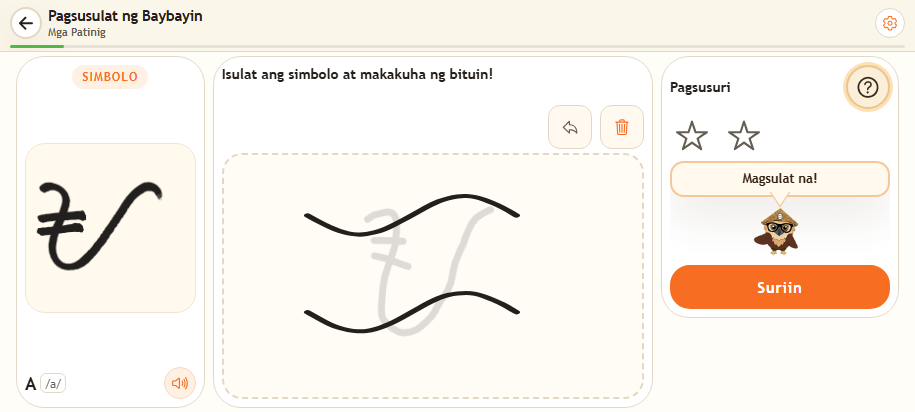 Pagsusulat ng Baybayin
Mga Patinig
SIMBOLO
ᜀ
A /a/
Isulat ang simbolo at makakuha ng bituin!
Pagsusuri
Magsulat na!
Suriin